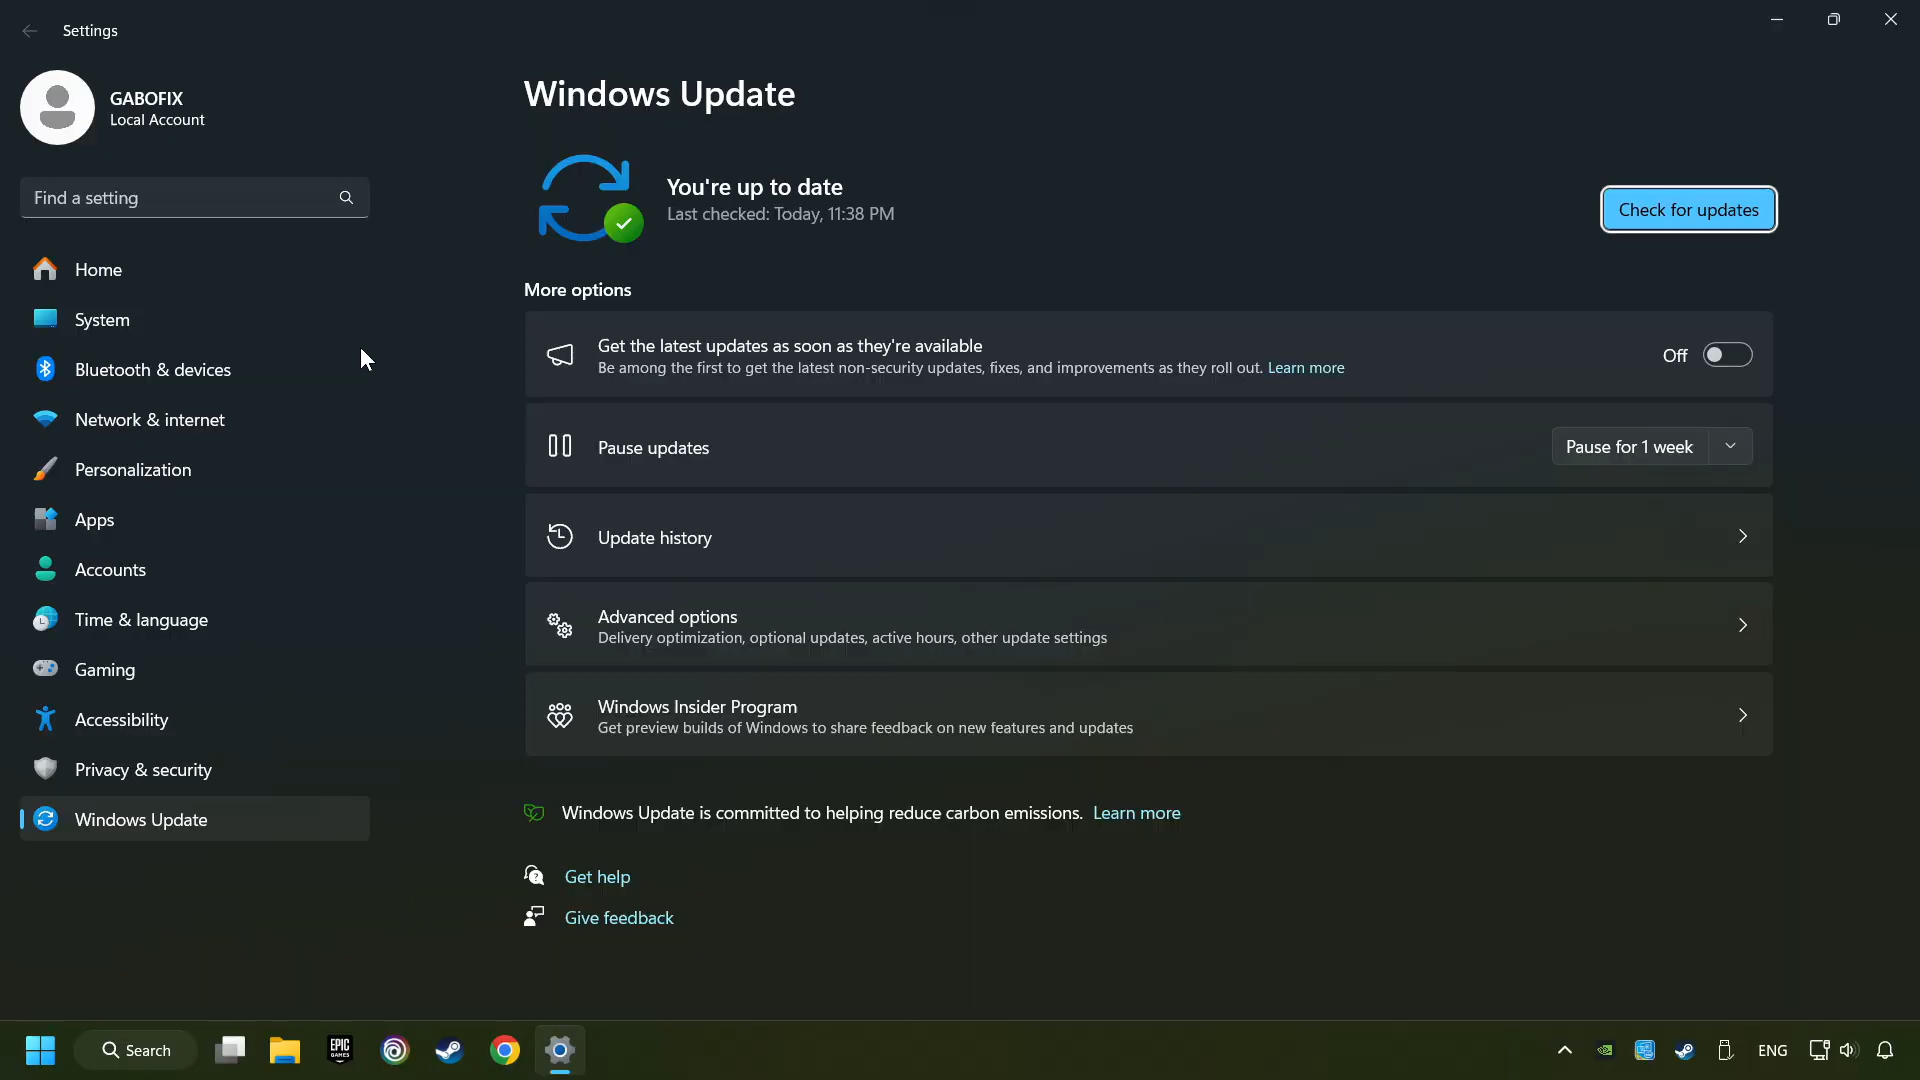 Settings
GABOFIX
Local Account
Find a setting
Home
System
Bluetooth & devices
Network & internet
Personalization
Apps
Accounts
Time & language
Gaming
Accessibility
Privacy & security
Windows Update
Windows Update
You're up to date
Last checked: Today, 11:38 PM
Check for updates
More options
Get the latest updates as soon as they're available
Be among the first to get the latest non-security updates, fixes, and improvements as they roll out. Learn more
Off
Pause updates
Pause for 1 week
Update history
Advanced options
Delivery optimization, optional updates, active hours, other update settings
Windows Insider Program
Get preview builds of Windows to share feedback on new features and updates
Windows Update is committed to helping reduce carbon emissions. Learn more
Get help
Give feedback
Search
EPIC
GAMES
ENG